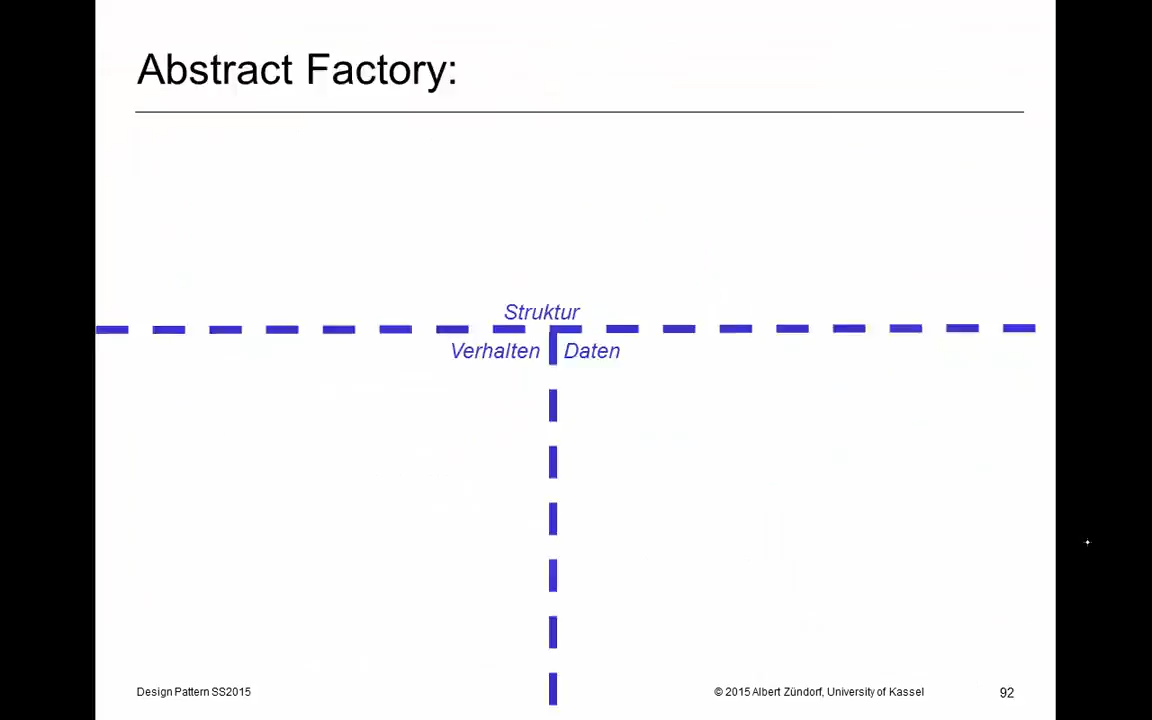 Abstract Factory:
Struktur
Verhalten
Daten
Design Pattern SS2015
© 2015 Albert Zündorf, University of Kassel
92